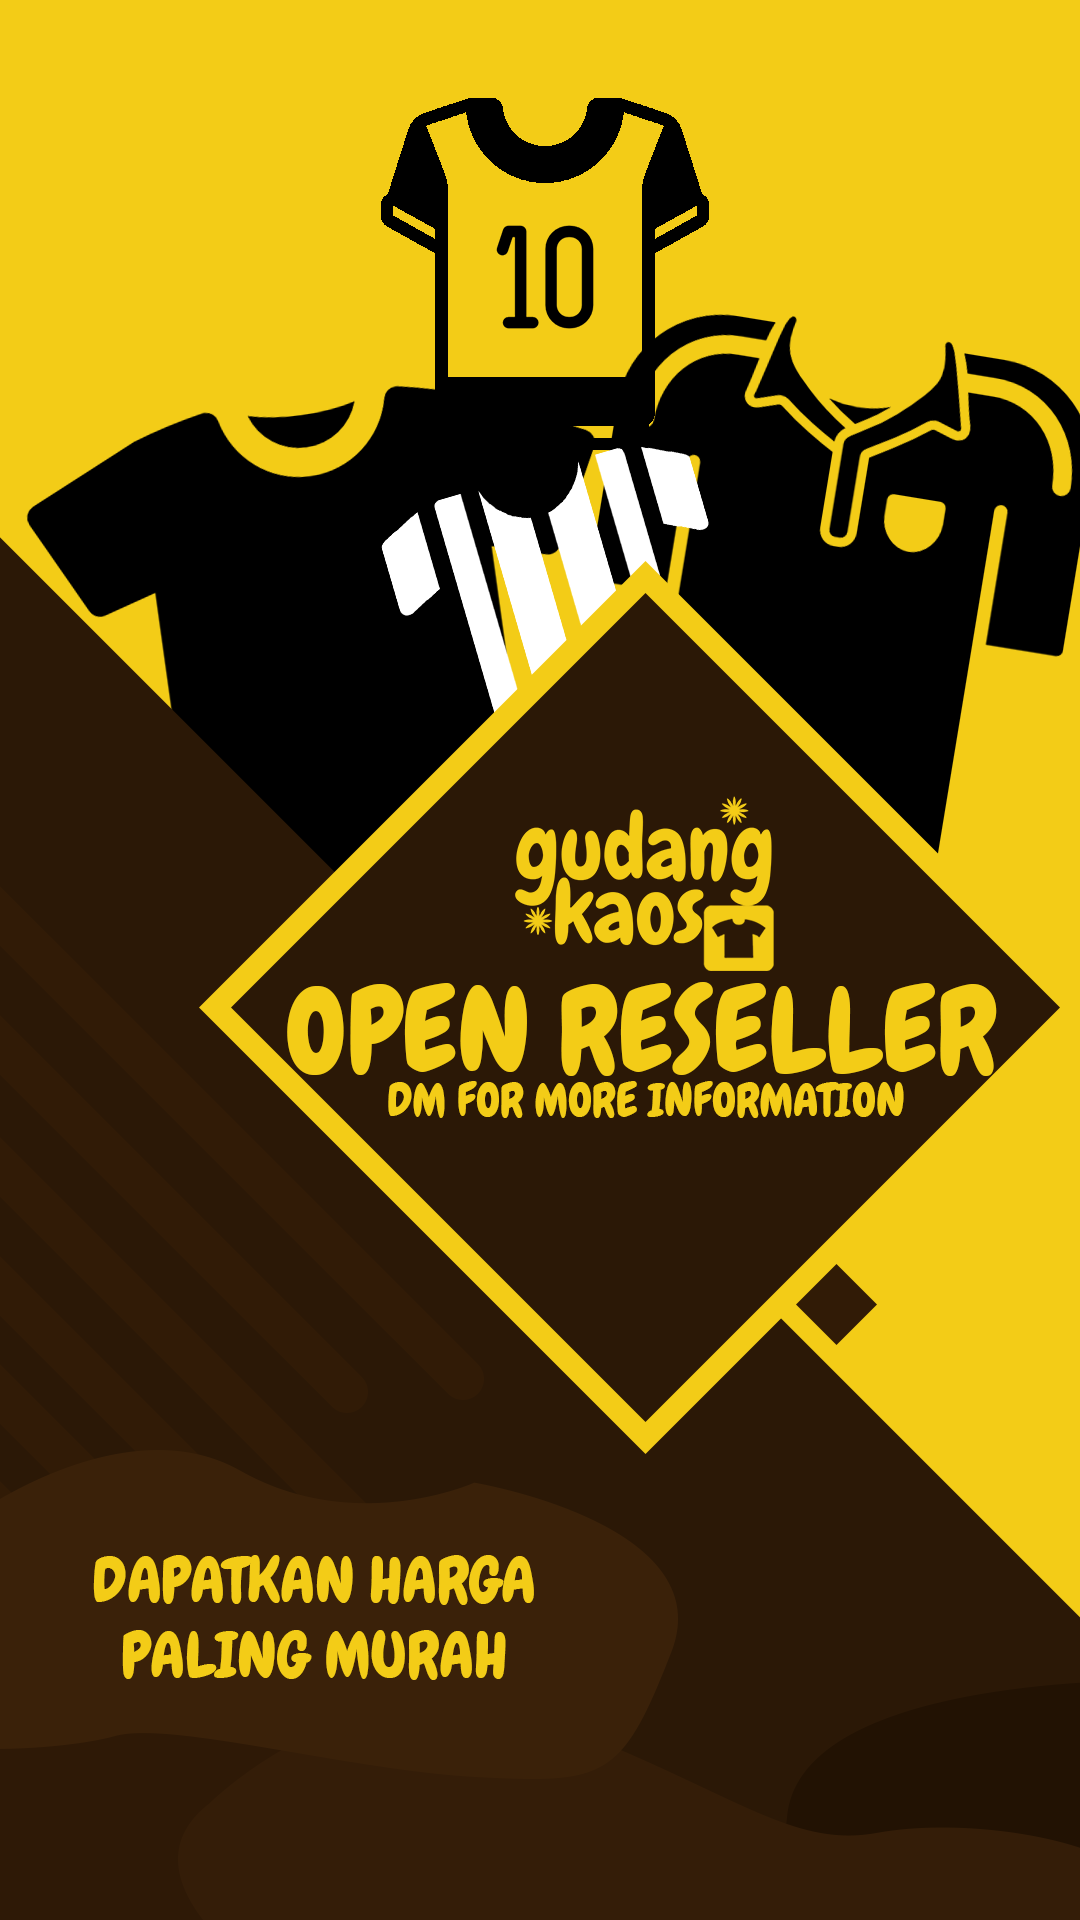 10
gudang
kaos
OPEN RESELLER
DM FOR MORE INFORMATION
DAPATKAN HARGA
PALING MURAH